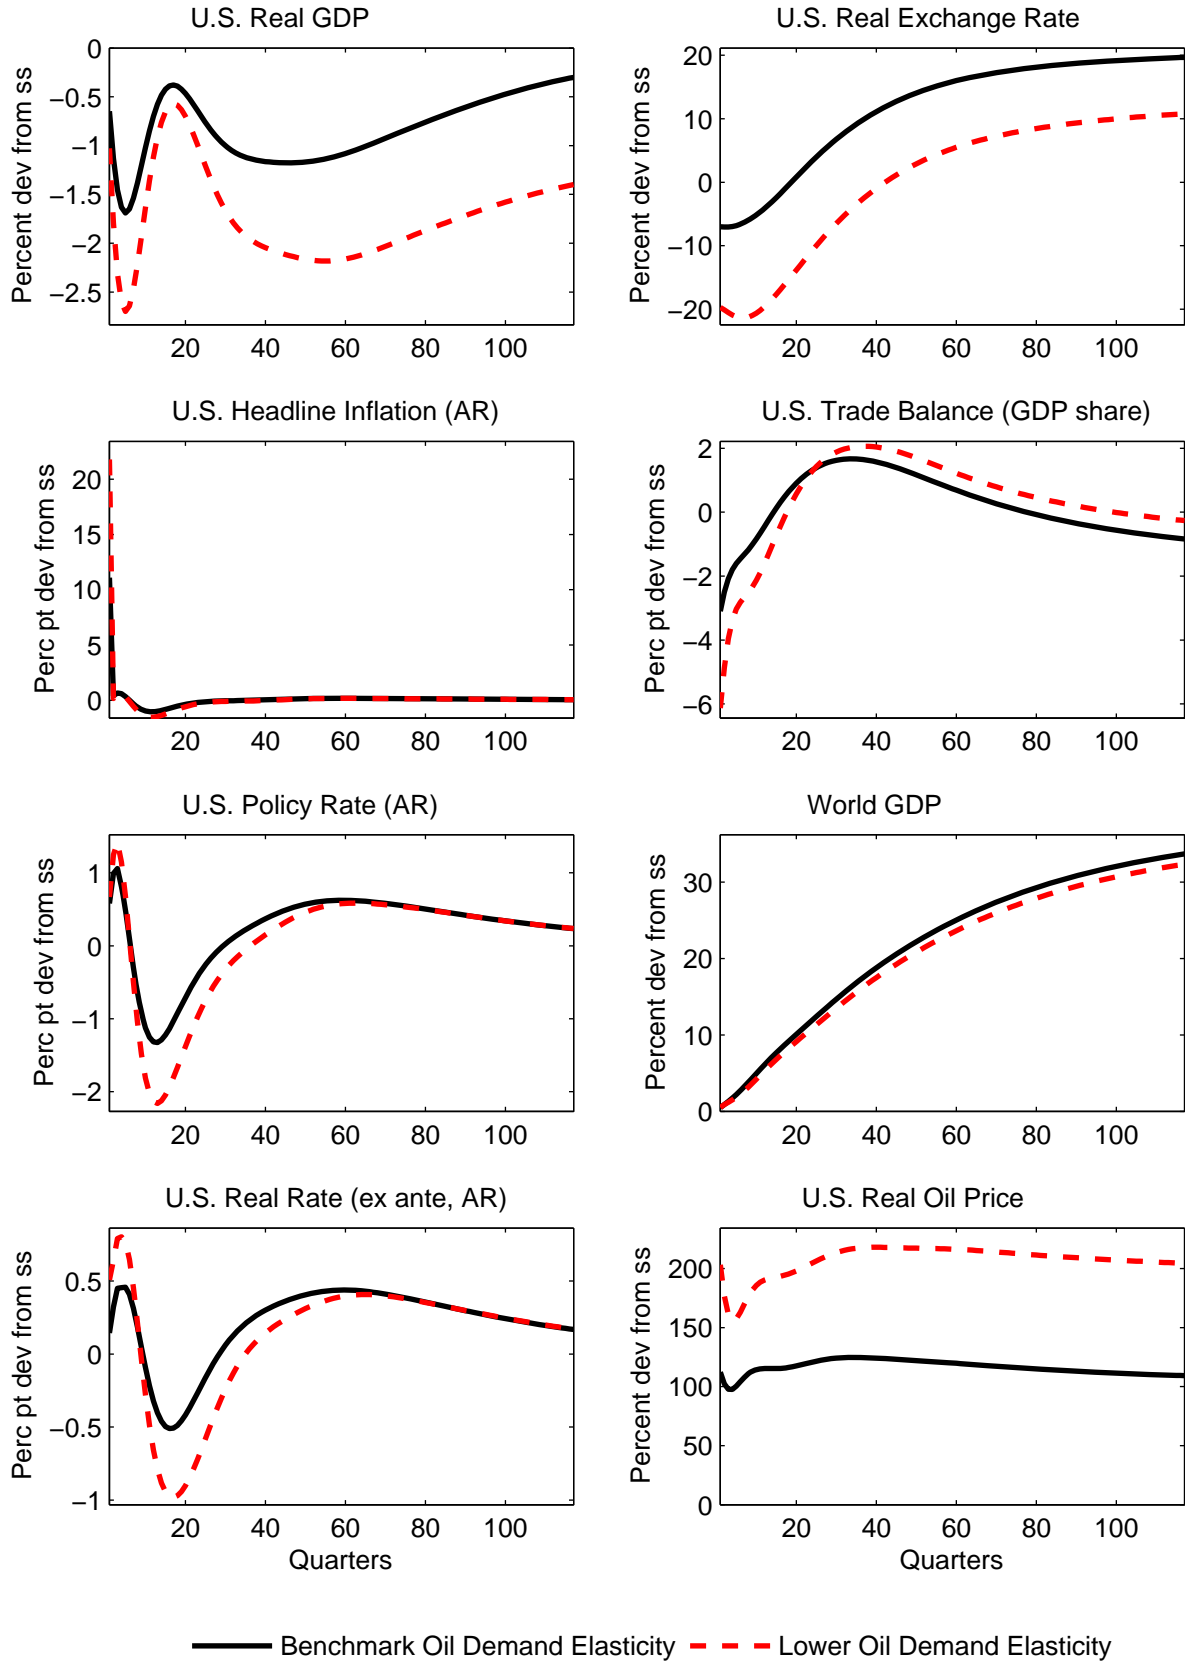 U.S. Real GDP
Percent dev from ss
0
−0.5
−1
−1.5
−2
−2.5
20 40 60 80 100
U.S. Real Exchange Rate
Percent dev from ss
20
10
0
−10
−20
20 40 60 80 100
U.S. Headline Inflation (AR)
Perc pt dev from ss
20
15
10
5
0
20 40 60 80 100
U.S. Trade Balance (GDP share)
Perc pt dev from ss
2
0
−2
−4
−6
20 40 60 80 100
U.S. Policy Rate (AR)
Perc pt dev from ss
1
0
−1
−2
20 40 60 80 100
World GDP
Percent dev from ss
30
20
10
0
20 40 60 80 100
U.S. Real Rate (ex ante, AR)
Perc pt dev from ss
0.5
0
−0.5
−1
20 40 60 80 100
Quarters
U.S. Real Oil Price
Percent dev from ss
200
150
100
50
0
20 40 60 80 100
Quarters
Benchmark Oil Demand Elasticity Lower Oil Demand Elasticity